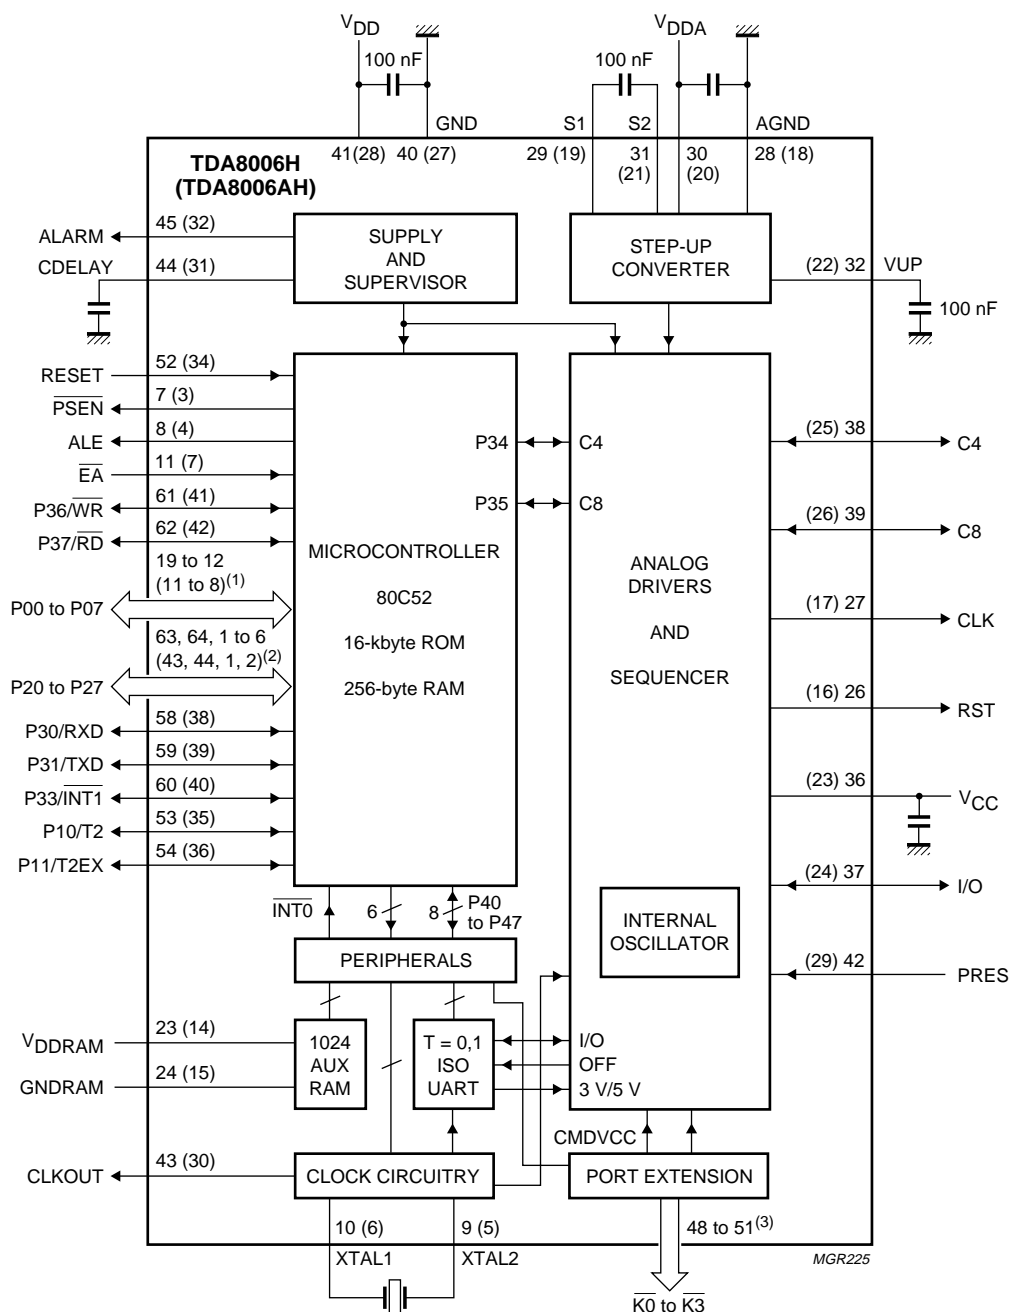 VDD
VDDA
100 nF
100 nF
GND
S1
S2
AGND
41(28)
40 (27)
29 (19)
31
(21)
30
(20)
28 (18)
TDA8006H
(TDA8006AH)
ALARM
45 (32)
CDELAY
44 (31)
SUPPLY
AND
SUPERVISOR
STEP-UP
CONVERTER
(22) 32
VUP
100 nF
RESET
52 (34)
PSEN
7 (3)
ALE
8 (4)
EA
11 (7)
P36/WR
61 (41)
P37/RD
62 (42)
19 to 12
(11 to 8)(1)
P00 to P07
63, 64, 1 to 6
(43, 44, 1, 2)(2)
P20 to P27
P30/RXD
58 (38)
P31/TXD
59 (39)
P33/INT1
60 (40)
P10/T2
53 (35)
P11/T2EX
54 (36)
P34
P35
MICROCONTROLLER
80C52
16-kbyte ROM
256-byte RAM
C4
C8
ANALOG
DRIVERS
AND
SEQUENCER
INTERNAL
OSCILLATOR
I/O
OFF
3 V/5 V
(25) 38
C4
(26) 39
C8
(17) 27
CLK
(16) 26
RST
(23) 36
VCC
(24) 37
I/O
(29) 42
PRES
INT0
6
8
P40
to P47
PERIPHERALS
VDDRAM
23 (14)
GNDRAM
24 (15)
1024
AUX
RAM
T = 0,1
ISO
UART
CMDVCC
CLKOUT
43 (30)
CLOCK CIRCUITRY
PORT EXTENSION
10 (6)
9 (5)
48 to 51(3)
XTAL1
XTAL2
MGR225
K0 to K3